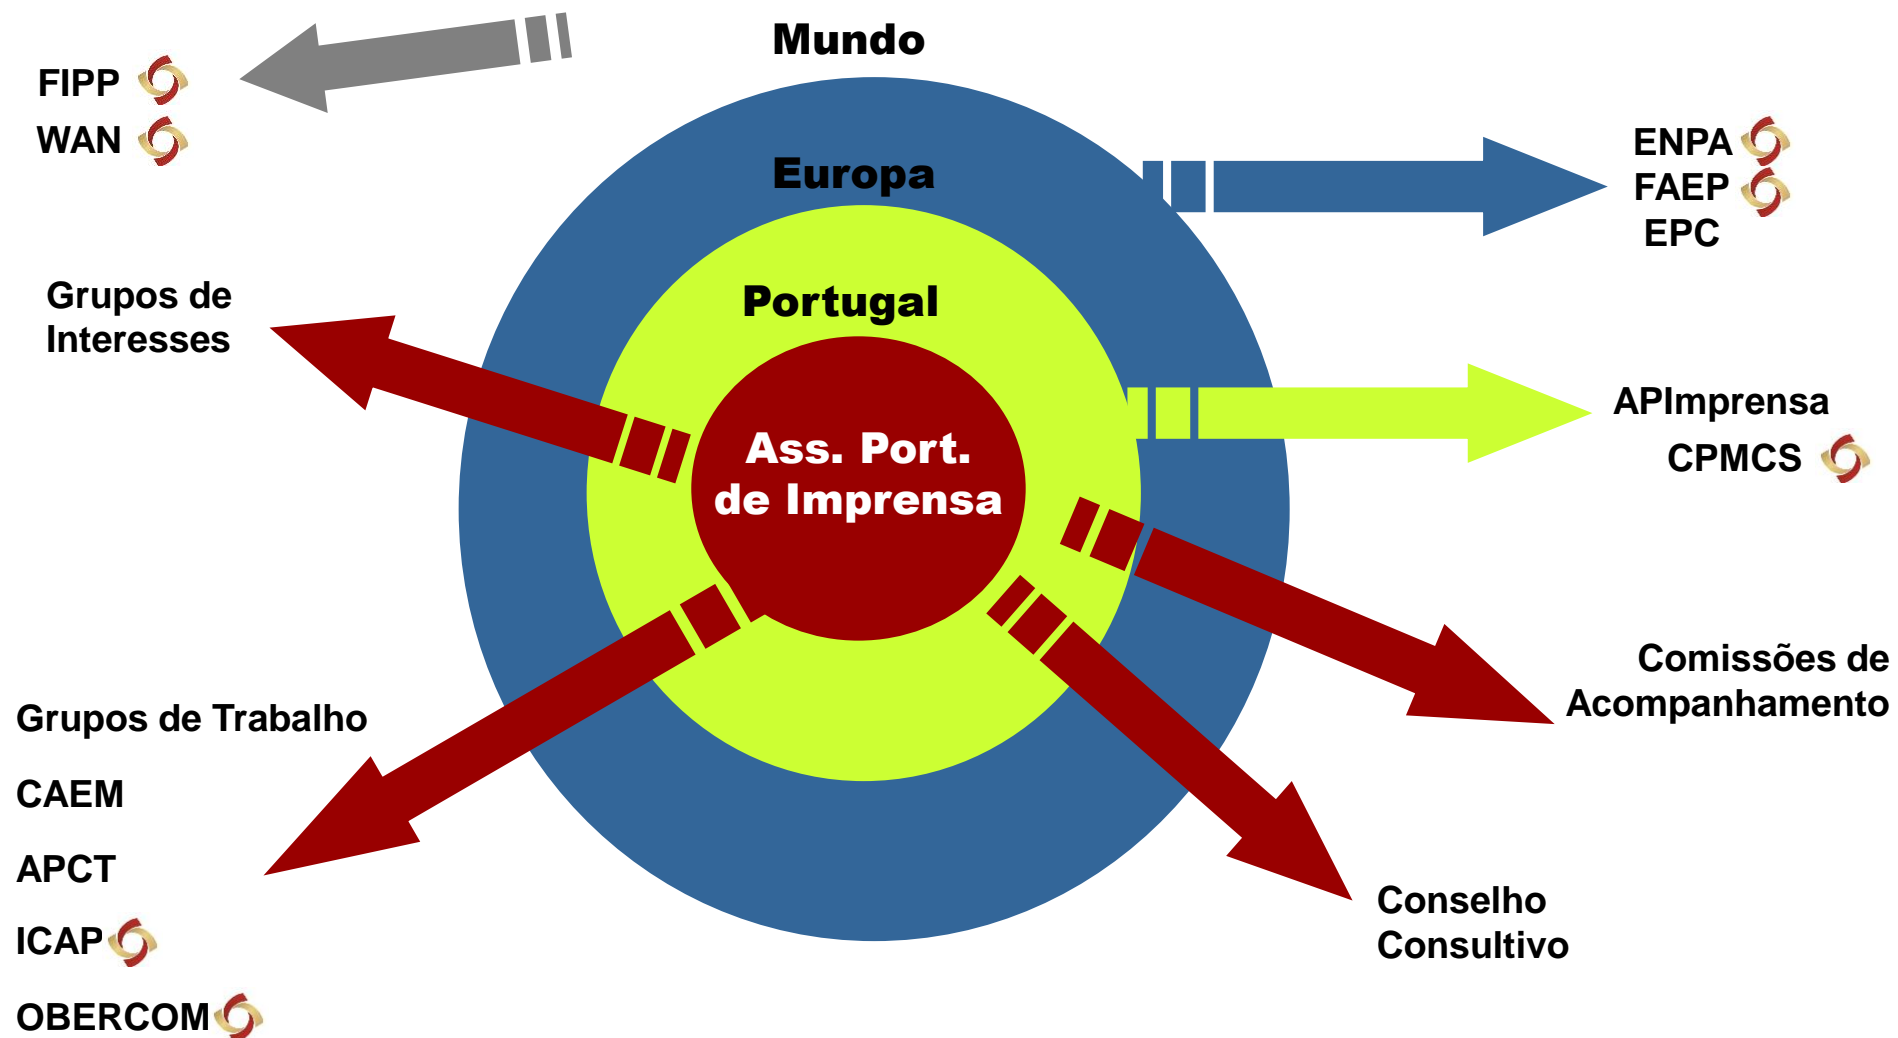 Mundo
FIPP
WAN
Europa
ENPA
FAEP
EPC
Grupos de
Interesses
Portugal
APImprensa
CPMCS
Ass. Port.
de Imprensa
Comissões de
Acompanhamento
Grupos de Trabalho
CAEM
APCT
ICAP
OBERCOM
Conselho
Consultivo